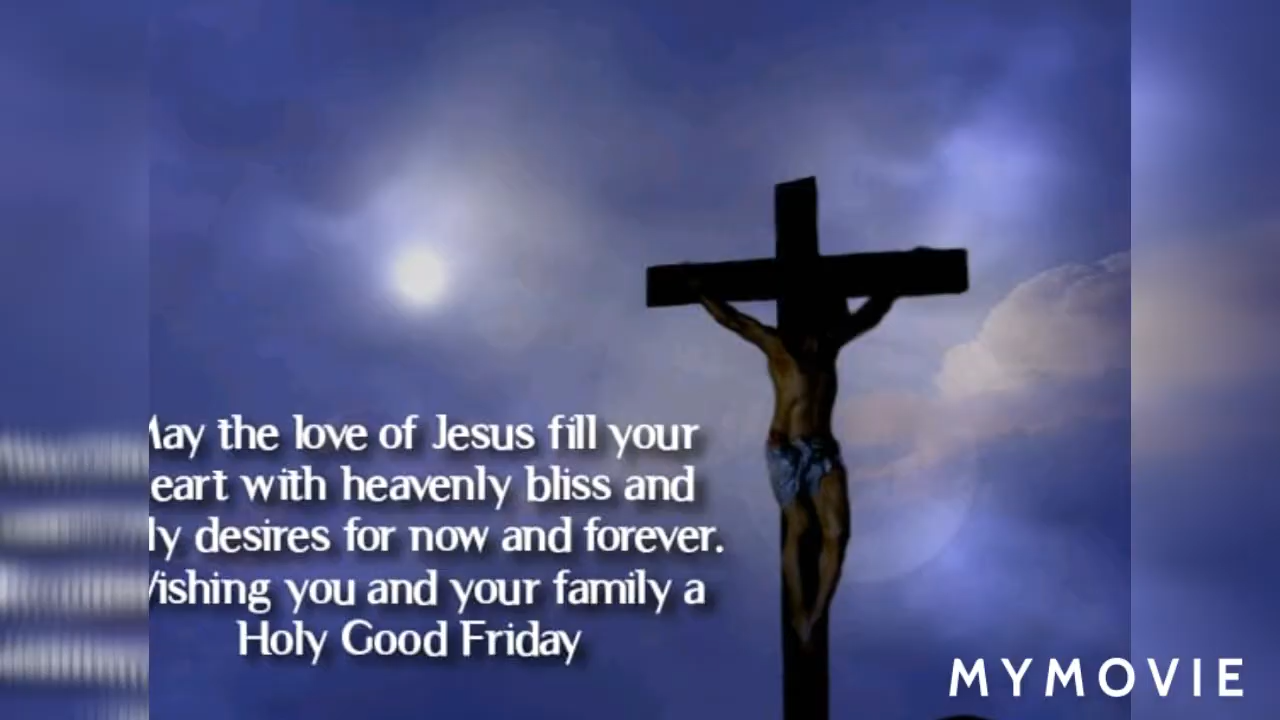 May the love of Jesus fill your
eart with heavenly bliss and
ly desires for now and forever.
ishing you and your family a
Holy Good Friday
MYMOVIE